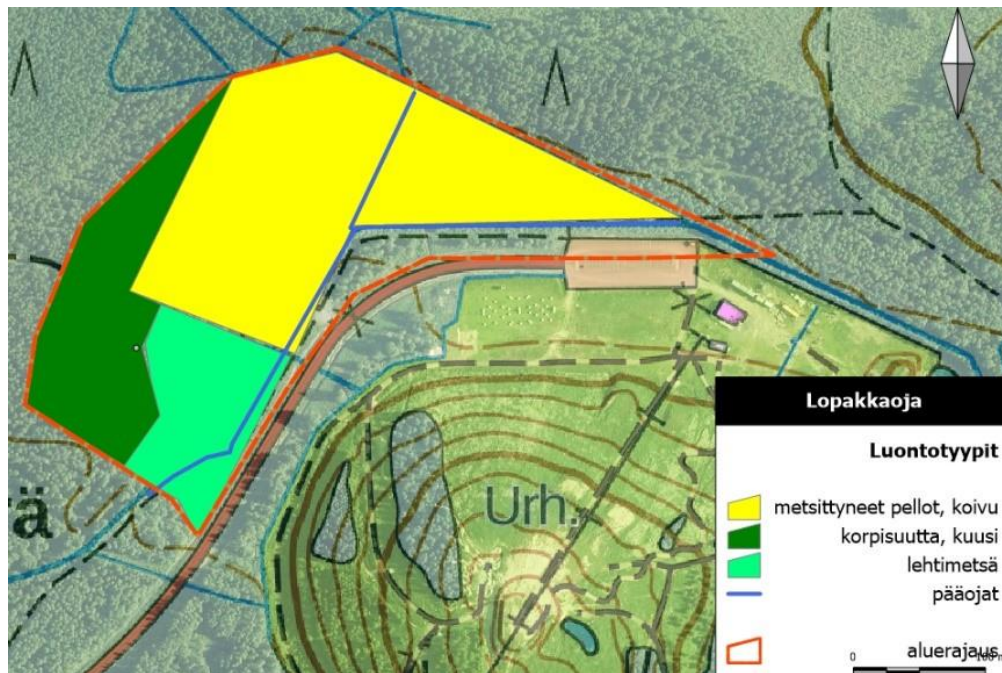 Urh.
ä
Lopakkaoja
Luontotyypit
metsittyneet pellot, koivu
korpisuutta, kuusi
lehtimetsä
pääojat
aluerajaus
0